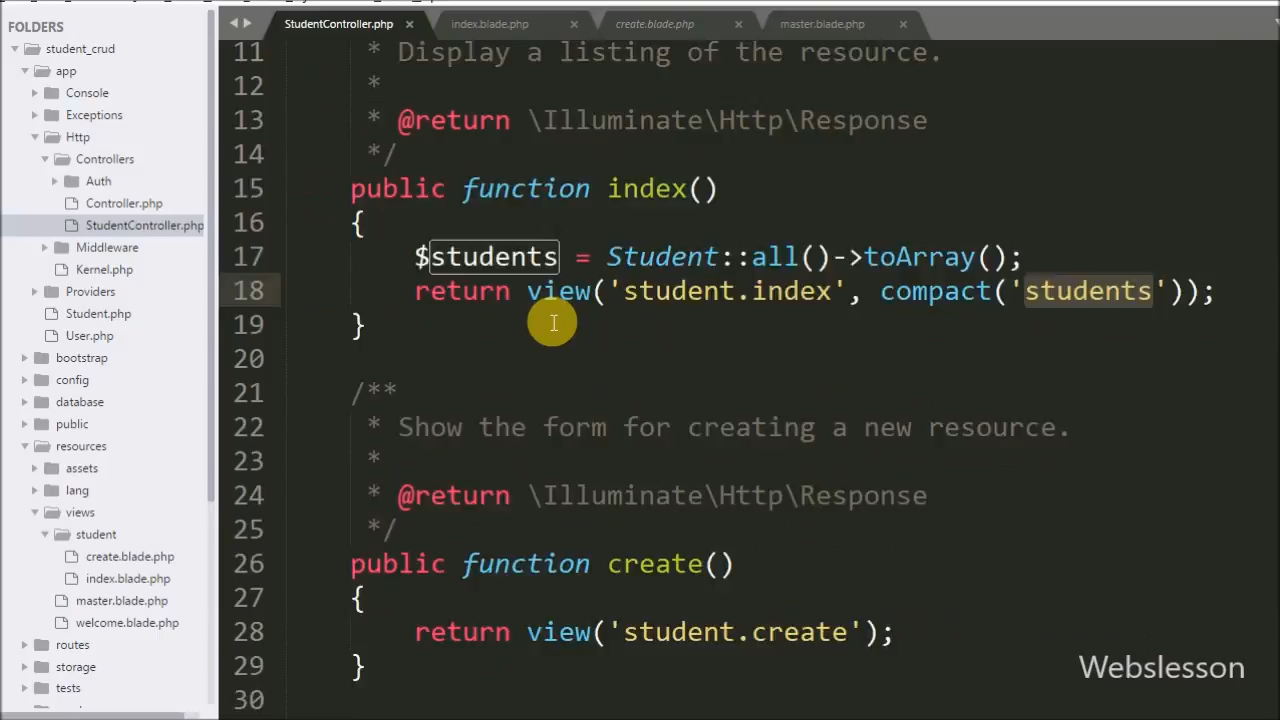 FOLDERS
student_crud
app
Console
Exceptions
Http
Controllers
Auth
Controller.php
StudentController.php
Middleware
Kernel.php
Providers
Student.php
User.php
bootstrap
config
database
public
resources
assets
lang
views
student
create.blade.php
index.blade.php
master.blade.php
welcome.blade.php
routes
storage
tests
StudentController.php × index.blade.php × create.blade.php × master.blade.php ×
11 * Display a listing of the resource.
12 *
13 * @return \Illuminate\Http\Response
14 */
15 public function index()
16 {
17 $students = Student::all()->toArray();
18 return view('student.index', compact('students'));
19 }
20
21 /**
22 * Show the form for creating a new resource.
23 *
24 * @return \Illuminate\Http\Response
25 */
26 public function create()
27 {
28 return view('student.create');
29 }
30
Webslesson